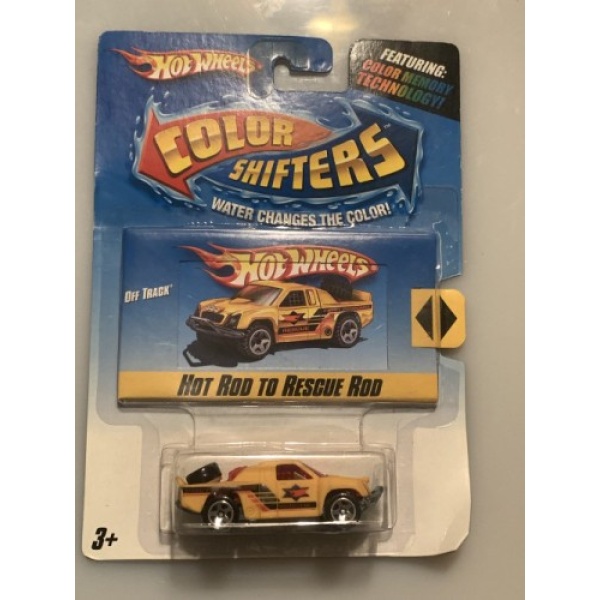 HOT WHEELS
FEATURING:
COLOR MEMORY
TECHNOLOGY!
COLOR
SHIFTERS™
WATER CHANGES THE COLOR!
HOT WHEELS
OFF TRACK
HOT ROD TO RESCUE ROD
3+